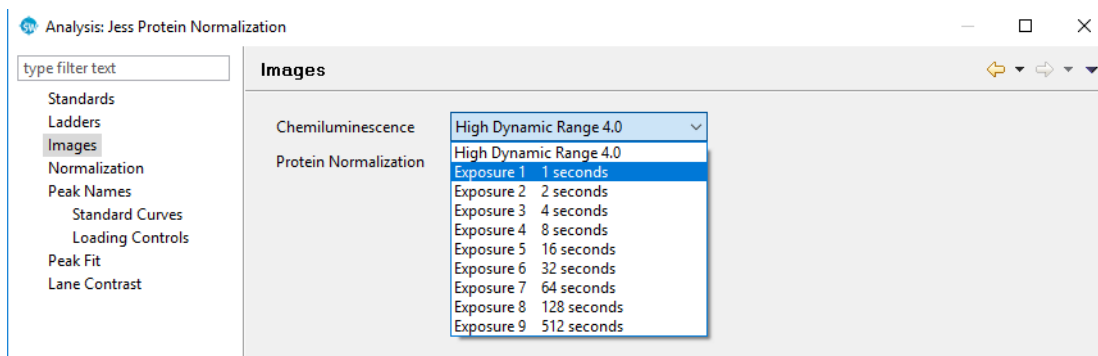 Analysis: Jess Protein Normalization
type filter text
Standards
Ladders
Images
Normalization
Peak Names
Standard Curves
Loading Controls
Peak Fit
Lane Contrast
Images
Chemiluminescence High Dynamic Range 4.0
Protein Normalization
High Dynamic Range 4.0
Exposure 1 1 seconds
Exposure 2 2 seconds
Exposure 3 4 seconds
Exposure 4 8 seconds
Exposure 5 16 seconds
Exposure 6 32 seconds
Exposure 7 64 seconds
Exposure 8 128 seconds
Exposure 9 512 seconds